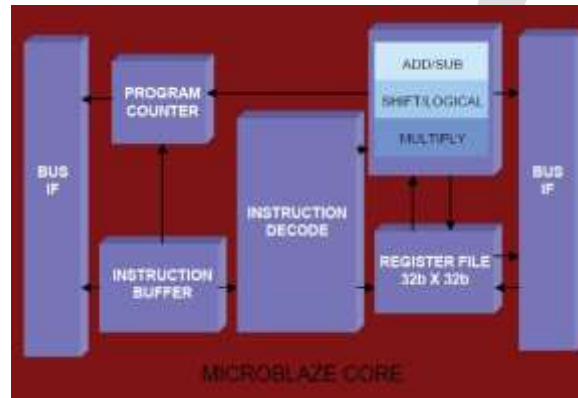 ADD/SUB
PROGRAM
COUNTER
SHIFT/LOGICAL
MULTIPLY
BUS
IF
BUS
IF
INSTRUCTION
DECODE
INSTRUCTION
BUFFER
REGISTER FILE
32b X 32b
MICROBLAZE CORE